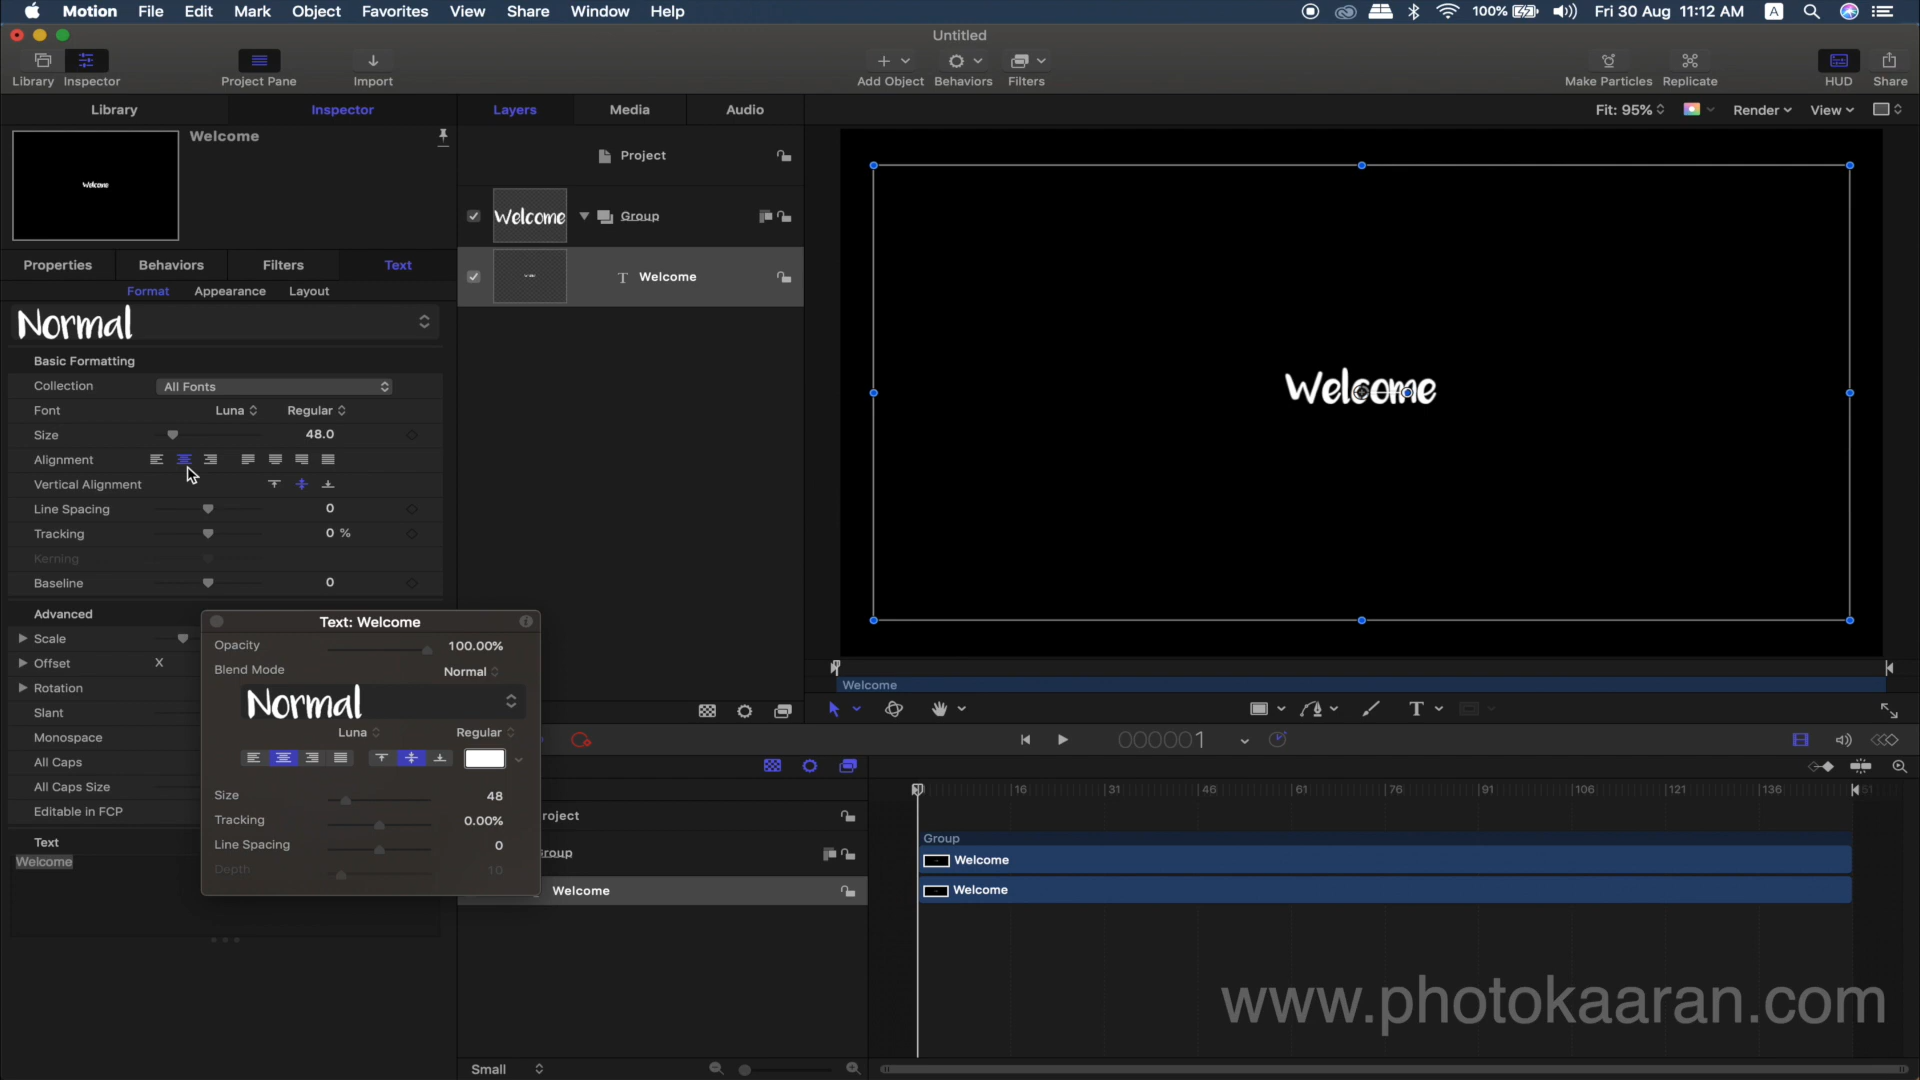 Motion File Edit Mark Object Favorites View Share Window Help
100% Fri 30 Aug 11:12 AM A
Untitled
Library Inspector Project Pane Import Add Object Behaviors Filters Make Particles Replicate HUD Share
Library Inspector Layers Media Audio Fit: 95% Render View
Welcome
Welcome
Project
Welcome Group
Welcome
Properties Behaviors Filters Text
Format Appearance Layout
Normal
Basic Formatting
Collection All Fonts
Font Luna Regular
Size 48.0
Alignment
Vertical Alignment
Line Spacing 0
Tracking 0 %
Kerning
Baseline 0
Advanced
Scale
Offset X
Rotation
Slant
Monospace
All Caps
All Caps Size
Editable in FCP
Text
Welcome
Text: Welcome
Opacity 100.00%
Blend Mode Normal
Normal
Luna Regular
Size 48
Tracking 0.00%
Line Spacing 0
Depth 10
Welcome
Welcome
T
000001
16 31 46 61 76 91 106 121 136 51
roject
Group
roup
Welcome
Welcome
Welcome
Small
www.photokaaran.com